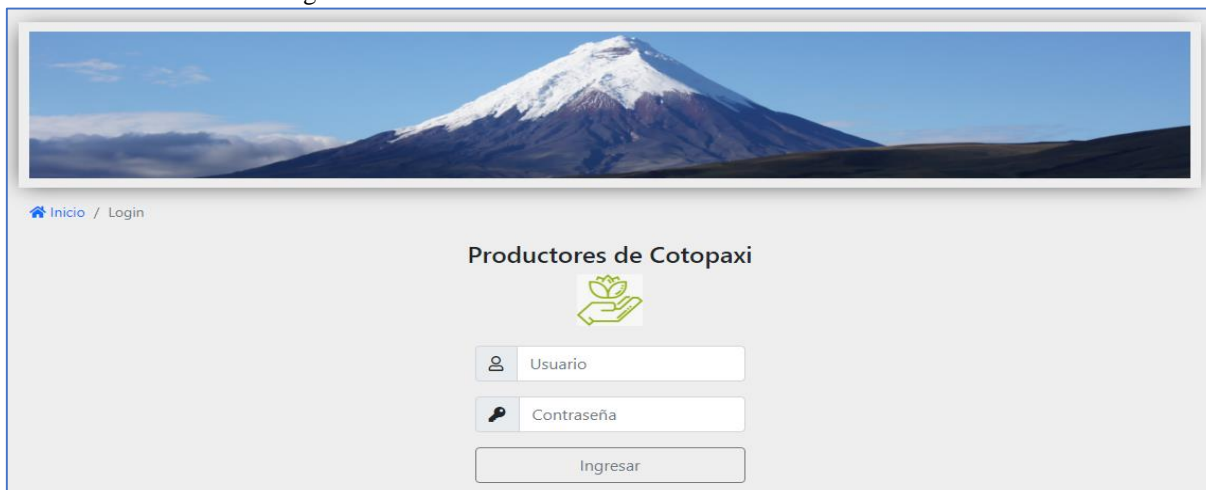 Inicio / Login
Productores de Cotopaxi
Usuario
Contraseña
Ingresar